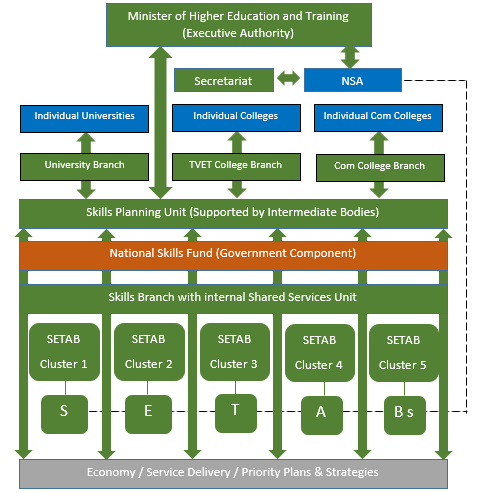 Minister of Higher Education and Training
(Executive Authority)
Secretariat
NSA
Individual Universities
Individual Colleges
Individual Com Colleges
University Branch
TVET College Branch
Com College Branch
Skills Planning Unit (Supported by Intermediate Bodies)
National Skills Fund (Government Component)
Skills Branch with internal Shared Services Unit
SETAB
Cluster 1
SETAB
Cluster 2
SETAB
Cluster 3
SETAB
Cluster 4
SETAB
Cluster 5
S
E
T
A
B s
Economy / Service Delivery / Priority Plans & Strategies